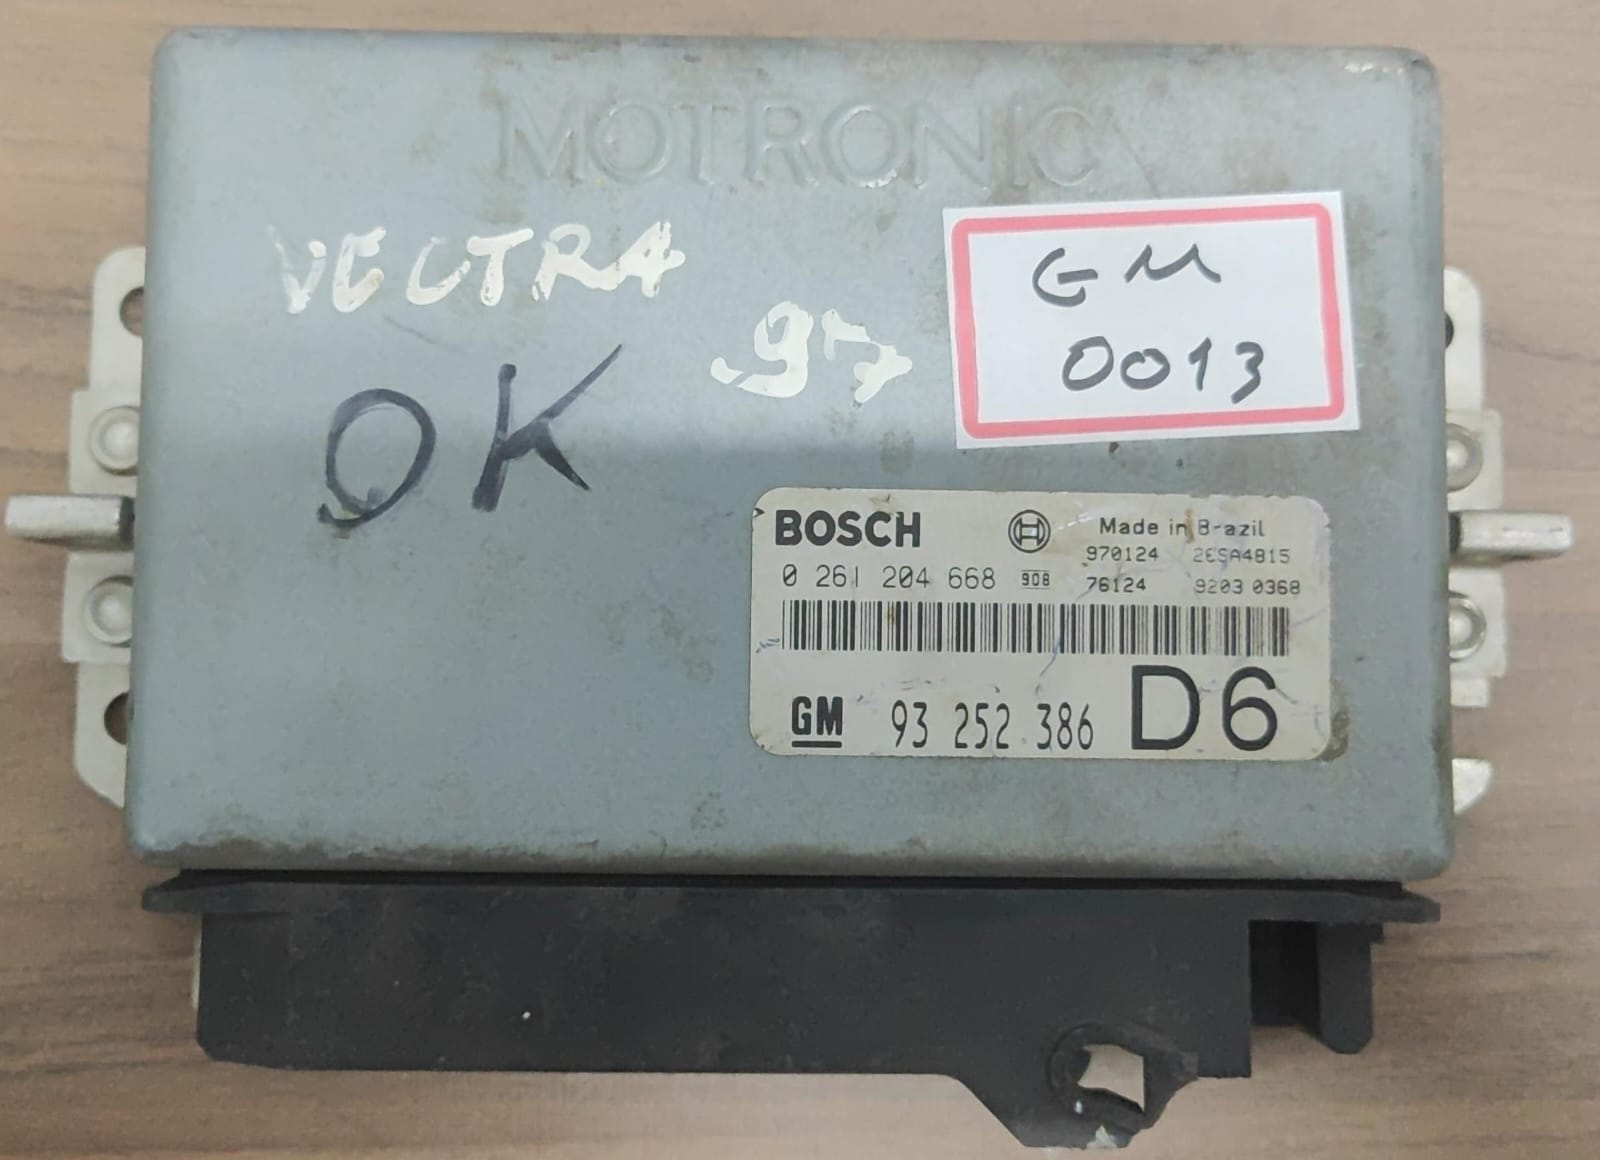 MOTRONIC
VECTRA
97
OK
GM
0013
BOSCH
Made in Brazil
970124 2ESA4815
0 261 204 668 908
76124 9203 0368
GM 93 252 386 D6